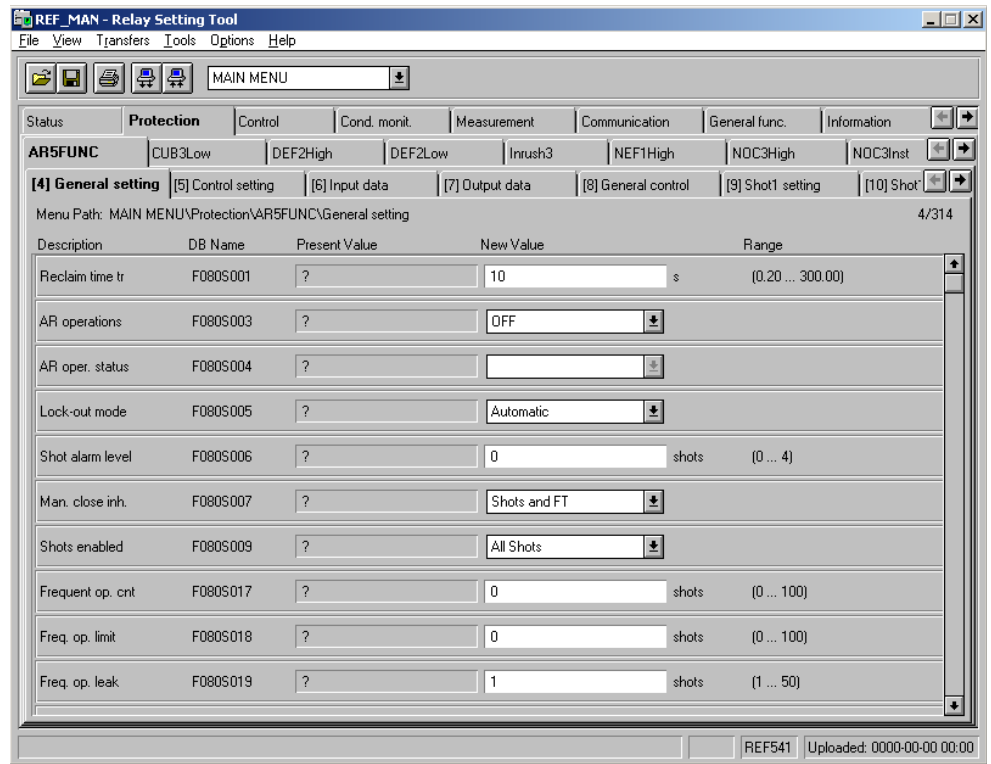 REF_MAN - Relay Setting Tool
File View Transfers Tools Options Help
MAIN MENU
Status Protection Control Cond. monit. Measurement Communication General func. Information
AR5FUNC CUB3Low DEF2High DEF2Low Inrush3 NEF1High NOC3High NOC3Inst
[4] General setting [5] Control setting [6] Input data [7] Output data [8] General control [9] Shot1 setting [10] Shot
Menu Path: MAIN MENU\Protection\AR5FUNC\General setting 4/314
Description DB Name Present Value New Value Range
Reclaim time tr F080S001 ? 10 s (0.20 ... 300.00)
AR operations F080S003 ? OFF
AR oper. status F080S004 ?
Lock-out mode F080S005 ? Automatic
Shot alarm level F080S006 ? 0 shots (0 ... 4)
Man. close inh. F080S007 ? Shots and FT
Shots enabled F080S009 ? All Shots
Frequent op. cnt F080S017 ? 0 shots (0 ... 100)
Freq. op. limit F080S018 ? 0 shots (0 ... 100)
Freq. op. leak F080S019 ? 1 shots (1 ... 50)
REF541 Uploaded: 0000-00-00 00:00